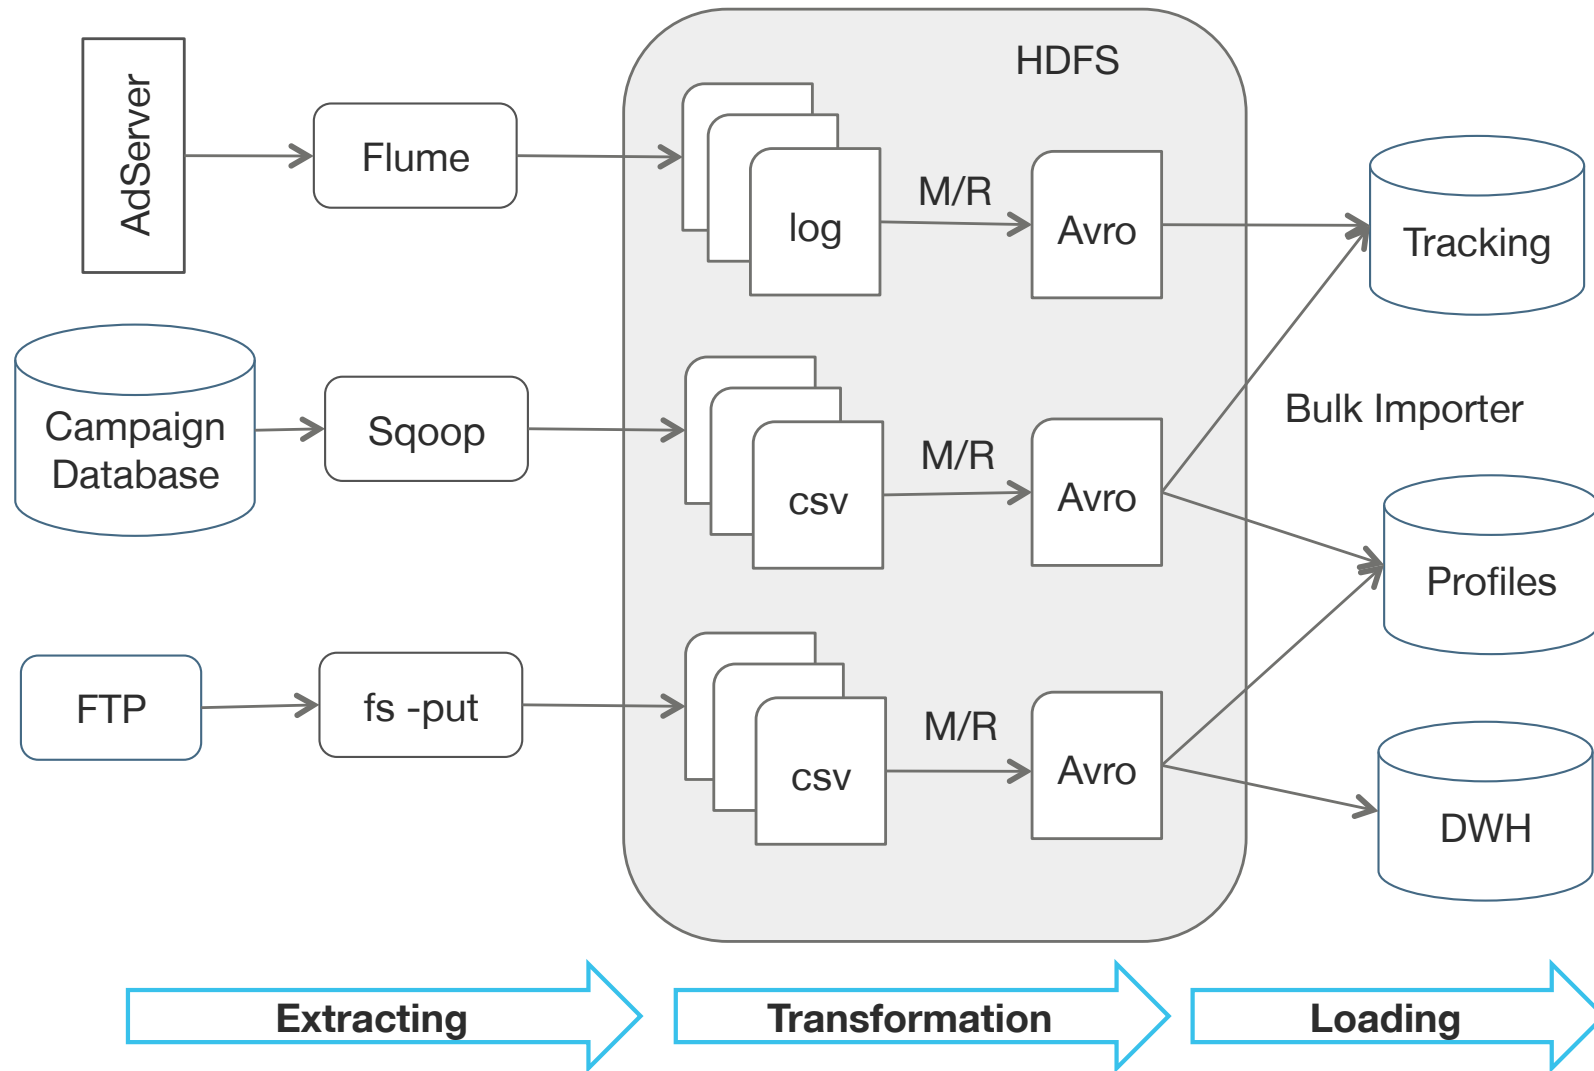 HDFS
AdServer
Flume
log
M/R
Avro
Tracking
Campaign
Database
Sqoop
csv
M/R
Avro
Bulk Importer
Profiles
FTP
fs -put
csv
M/R
Avro
DWH
Extracting
Transformation
Loading